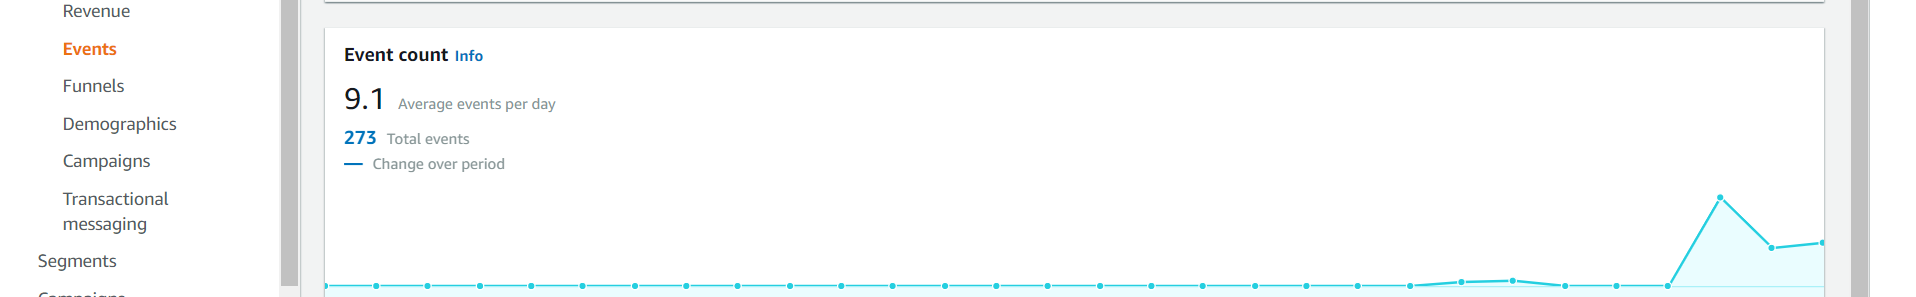 Revenue
Events
Funnels
Demographics
Campaigns
Transactional
messaging
Segments
Campaigns
Event count Info
9.1 Average events per day
273 Total events
Change over period